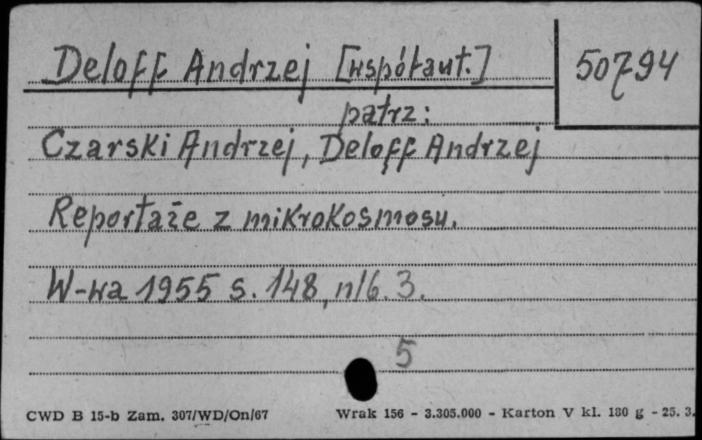 Deloff Andrzej [współaut.] 50794
patrz:
Czarski Andrzej, Deloff Andrzej
Reportaże z mikrokosmosu.
W-wa 1955 s. 148, nlb. 3.
5
CWD B 15-b Zam. 307/WD/On/67 Wrak 156 - 3.305.000 - Karton V kl. 180 g - 25. 3.